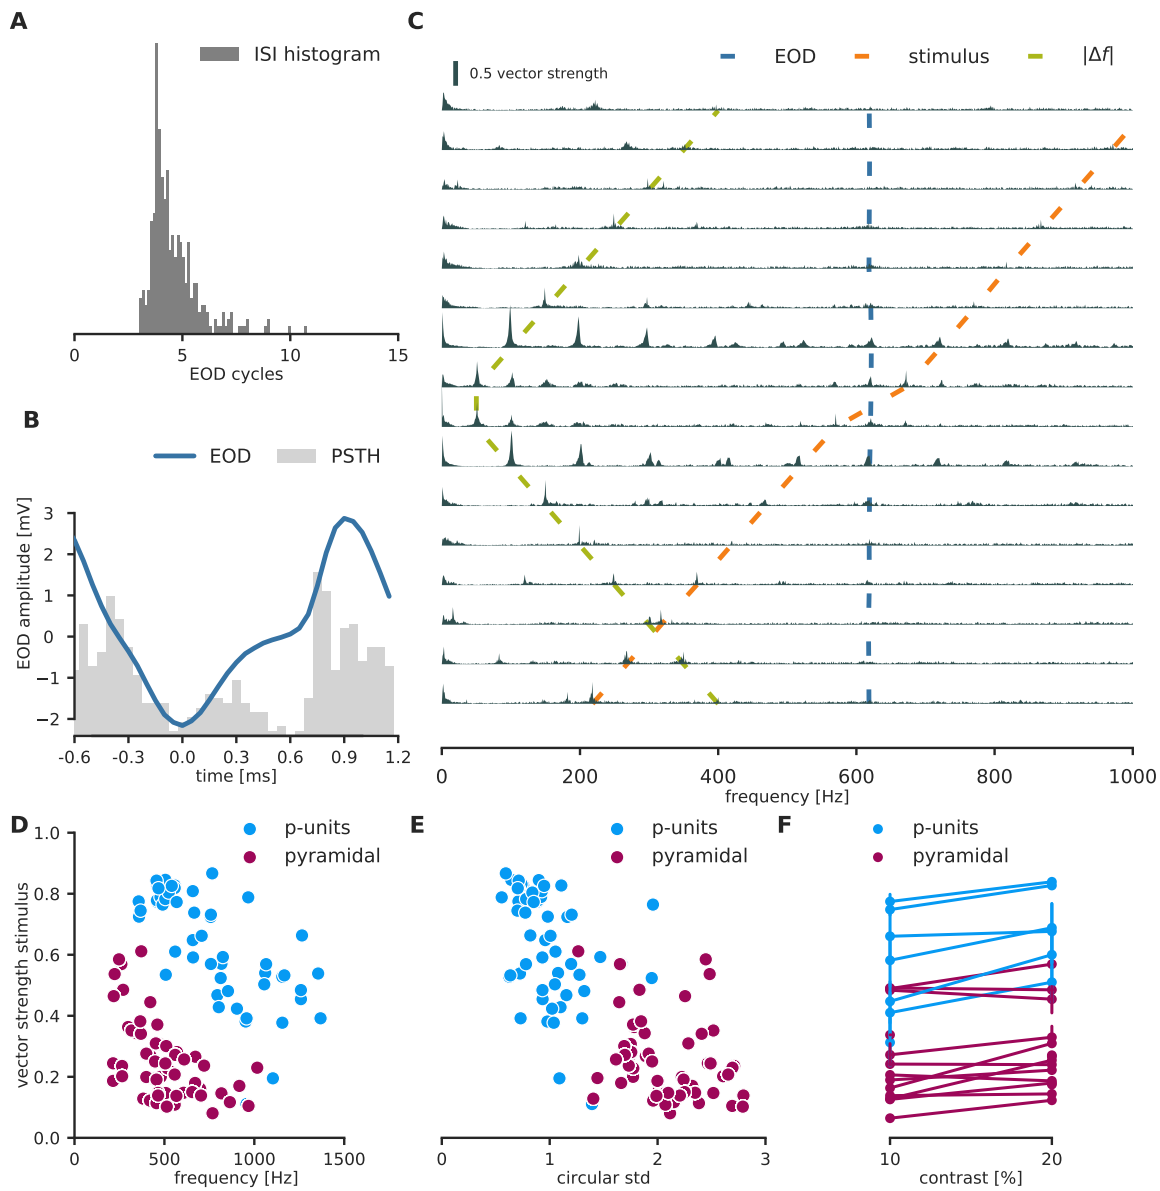 A
ISI histogram
0 5 10 15
EOD cycles
B
EOD PSTH
EOD amplitude [mV]
3
2
1
0
−1
−2
-0.6 -0.3 0.0 0.3 0.6 0.9 1.2
time [ms]
C
EOD stimulus |Δf|
0.5 vector strength
0 200 400 600 800 1000
frequency [Hz]
D
p-units
pyramidal
vector strength stimulus
1.0
0.8
0.6
0.4
0.2
0.0
0 500 1000 1500
frequency [Hz]
E
p-units
pyramidal
0 1 2 3
circular std
F
p-units
pyramidal
10 20
contrast [%]